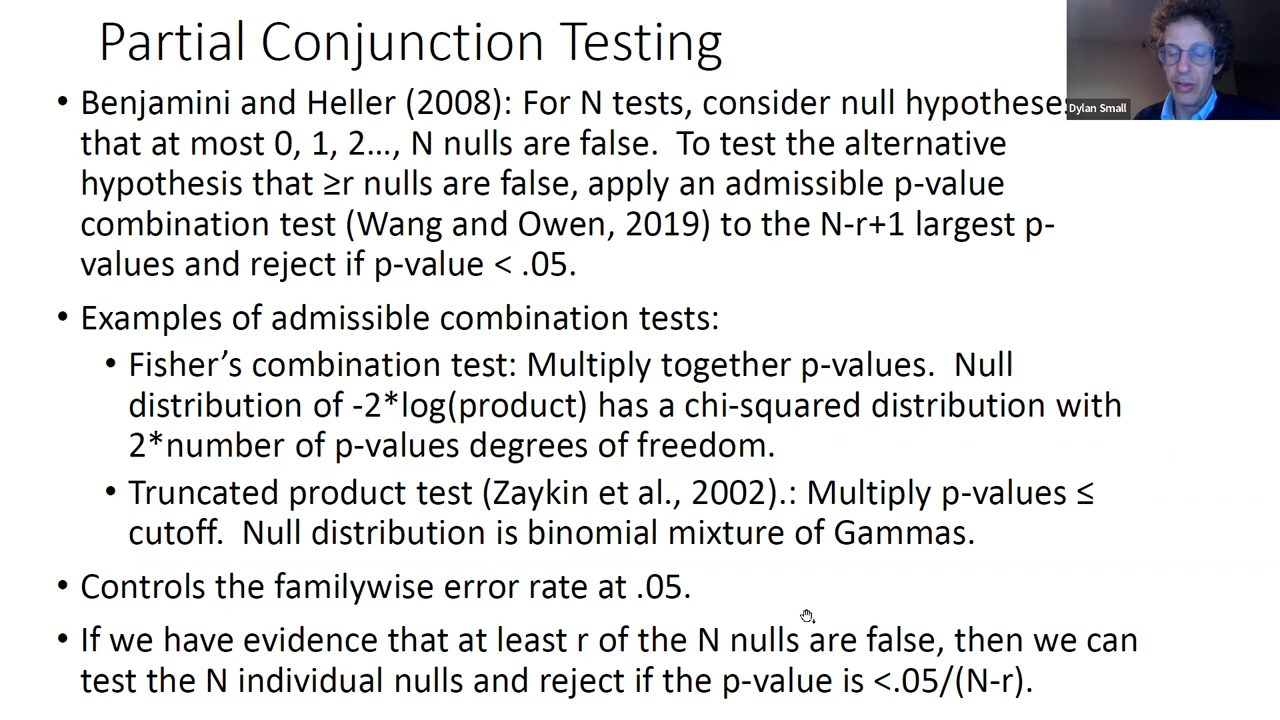 Partial Conjunction Testing
Dylan Small
• Benjamini and Heller (2008): For N tests, consider null hypotheses
that at most 0, 1, 2…, N nulls are false.  To test the alternative
hypothesis that ≥r nulls are false, apply an admissible p-value
combination test (Wang and Owen, 2019) to the N-r+1 largest p-
values and reject if p-value < .05.
• Examples of admissible combination tests:
• Fisher’s combination test: Multiply together p-values.  Null
distribution of -2*log(product) has a chi-squared distribution with
2*number of p-values degrees of freedom.
• Truncated product test (Zaykin et al., 2002).: Multiply p-values ≤
cutoff.  Null distribution is binomial mixture of Gammas.
• Controls the familywise error rate at .05.
• If we have evidence that at least r of the N nulls are false, then we can
test the N individual nulls and reject if the p-value is <.05/(N-r).